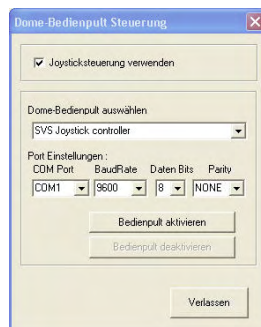 Dome-Bedienpult Steuerung
Joysticksteuerung verwenden
Dome-Bedienpult auswählen
SVS Joystick controller
Port Einstellungen :
COM Port BaudRate Daten Bits Parity
COM1 9600 8 NONE
Bedienpult aktivieren
Bedienpult deaktivieren
Verlassen